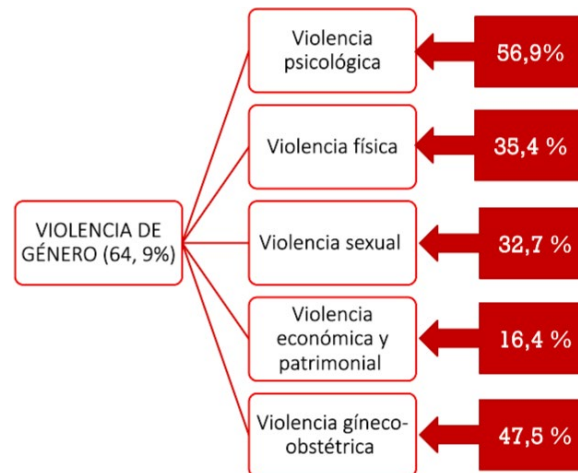 Violencia
psicológica
56,9%
Violencia física
35,4 %
VIOLENCIA DE
GÉNERO (64, 9%)
Violencia sexual
32,7 %
Violencia
económica y
patrimonial
16,4 %
Violencia gíneco-
obstétrica
47,5 %